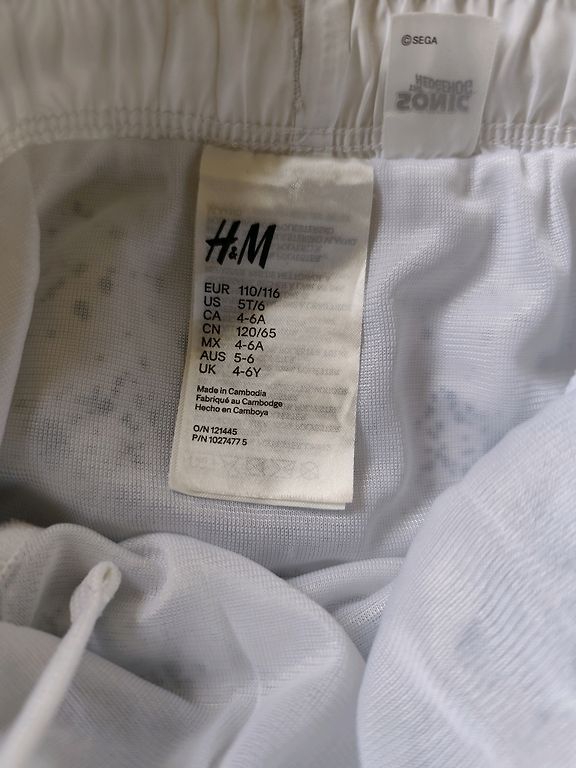 ©SEGA
SONIC
THE HEDGEHOG
H&M
EUR 110/116
US 5T/6
CA 4-6A
CN 120/65
MX 4-6A
AUS 5-6
UK 4-6Y
Made in Cambodia
Fabriqué au Cambodge
Hecho en Camboya
O/N 121445
P/N 1027477 5